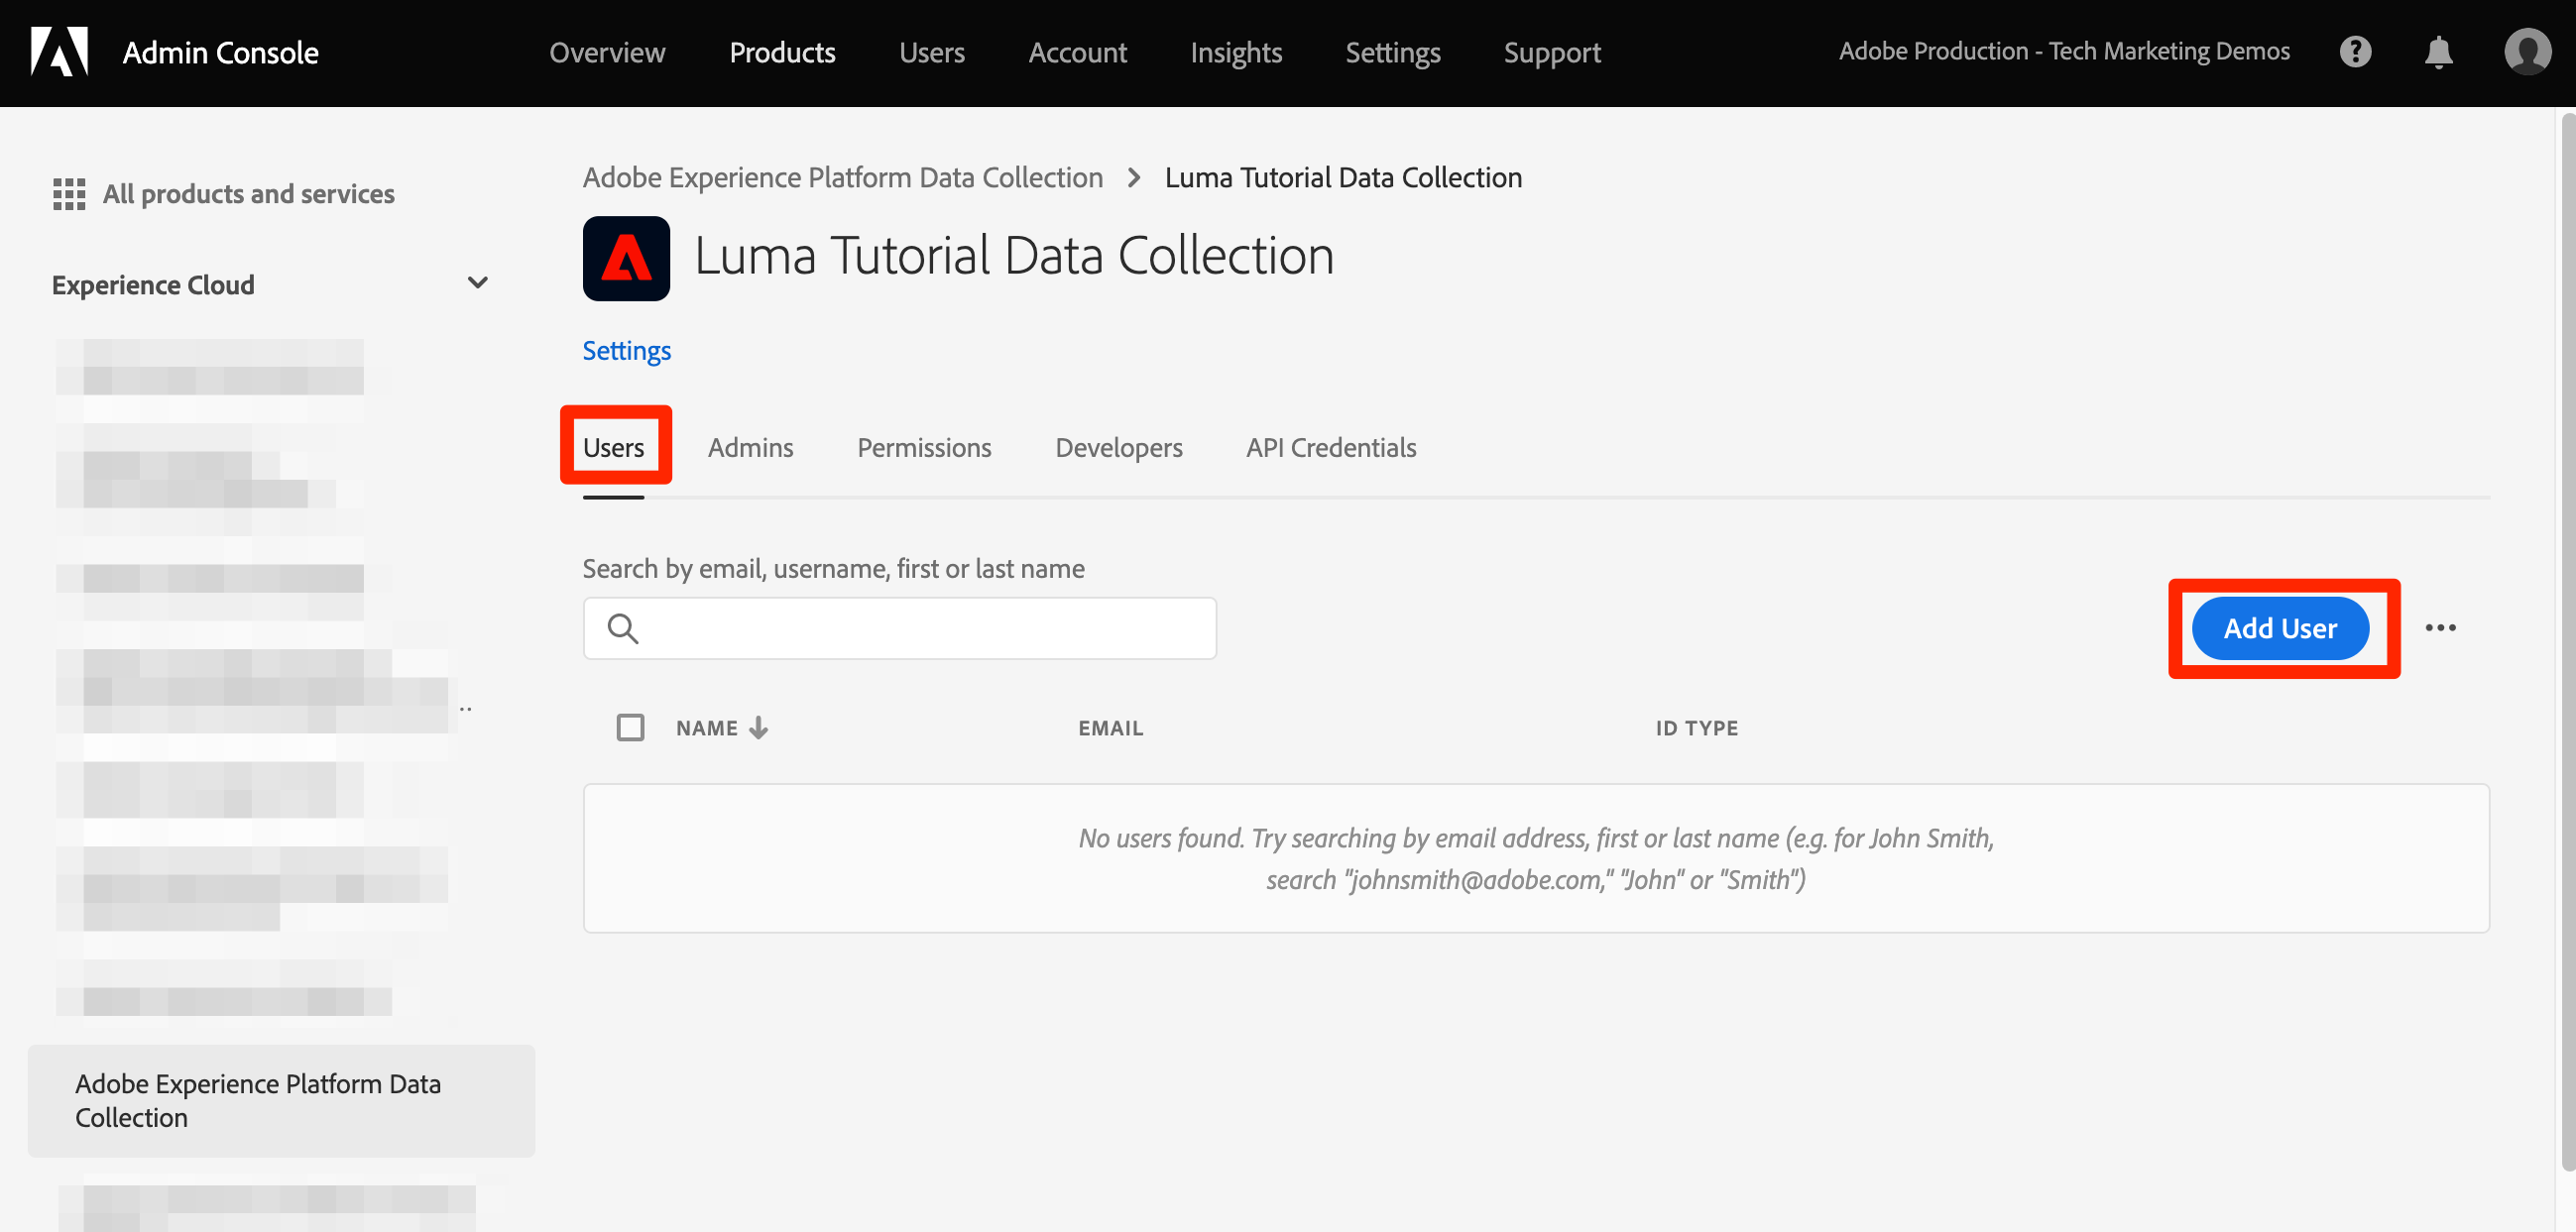 Admin Console
Overview Products Users Account Insights Settings Support
Adobe Production - Tech Marketing Demos
All products and services
Experience Cloud
Adobe Experience Platform Data
Collection
Adobe Experience Platform Data Collection > Luma Tutorial Data Collection
Luma Tutorial Data Collection
Settings
Users Admins Permissions Developers API Credentials
Search by email, username, first or last name
Add User
NAME EMAIL ID TYPE
No users found. Try searching by email address, first or last name (e.g. for John Smith,
search "johnsmith@adobe.com," "John" or "Smith")